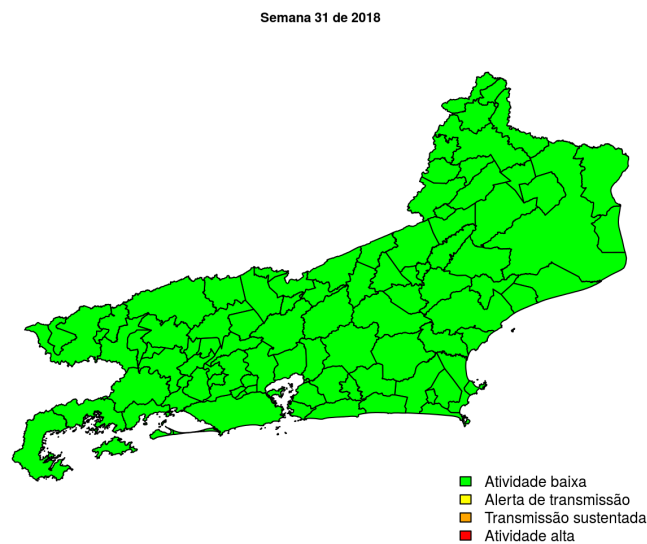 Semana 31 de 2018
Atividade baixa
Alerta de transmissão
Transmissão sustentada
Atividade alta